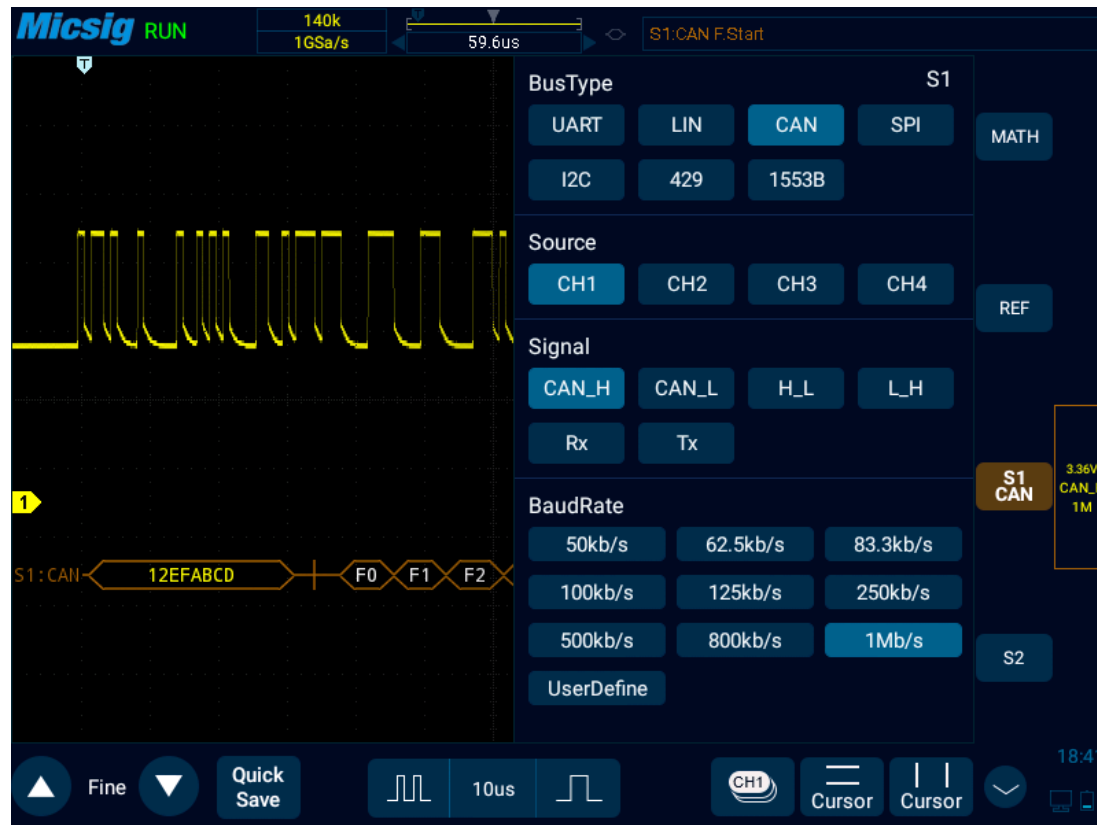 Micsig RUN 140k 1GSa/s 59.6us S1:CAN F.Start
T
BusType S1
UART LIN CAN SPI
I2C 429 1553B
MATH
Source
CH1 CH2 CH3 CH4
REF
Signal
CAN_H CAN_L H_L L_H
Rx Tx
1
S1 CAN
3.36V
CAN_
1M
BaudRate
50kb/s 62.5kb/s 83.3kb/s
S1:CAN 12EFABCD F0 F1 F2
100kb/s 125kb/s 250kb/s
500kb/s 800kb/s 1Mb/s
S2
UserDefine
Fine Quick Save 10us CH1 Cursor Cursor